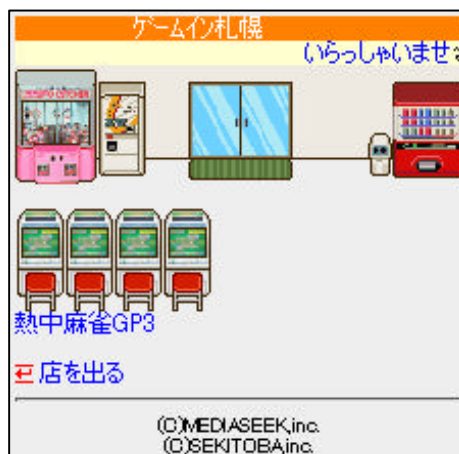 ゲームイン札幌
いらっしゃいませ
熱中麻雀GP3
店を出る
(C)MEDIASEEK,inc.
(C)SEKITOBA,inc.